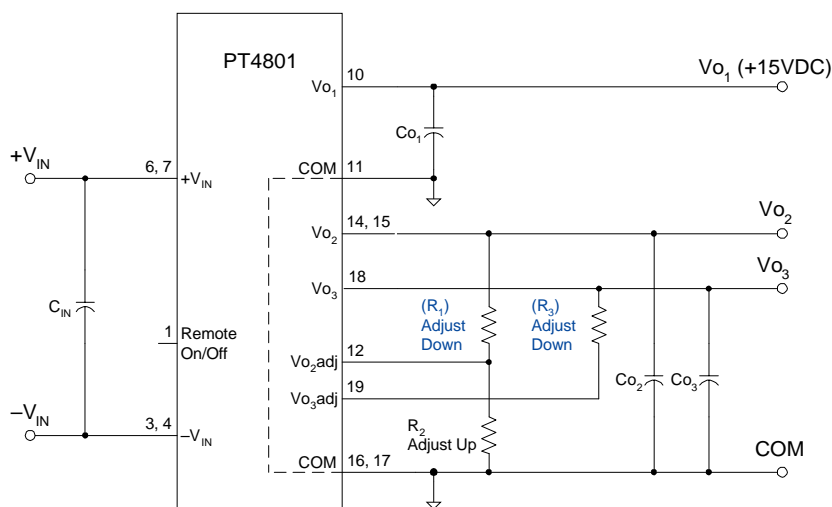 PT4801
10
Vo1
Vo1 (+15VDC)
Co1
+VIN
6, 7
+VIN
COM
11
Vo2
14, 15
Vo2
18
Vo3
Vo3
CIN
1
Remote
On/Off
(R1)
Adjust
Down
(R3)
Adjust
Down
12
Vo2adj
19
Vo3adj
Co2
Co3
–VIN
3, 4
–VIN
R2
Adjust Up
COM
16, 17
COM